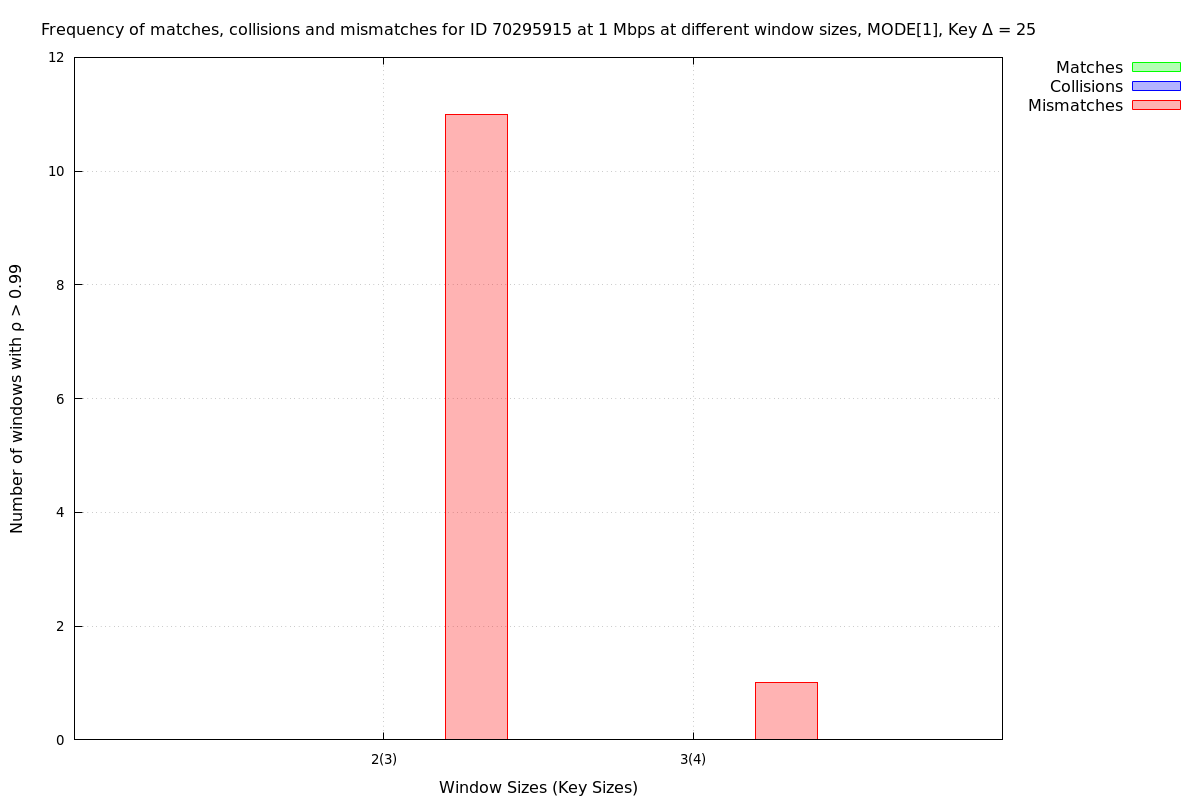 Frequency of matches, collisions and mismatches for ID 70295915 at 1 Mbps at different window sizes, MODE[1], Key Δ = 25
Matches
Collisions
Mismatches
Number of windows with ρ > 0.99
12
10
8
6
4
2
0
2(3)
3(4)
Window Sizes (Key Sizes)